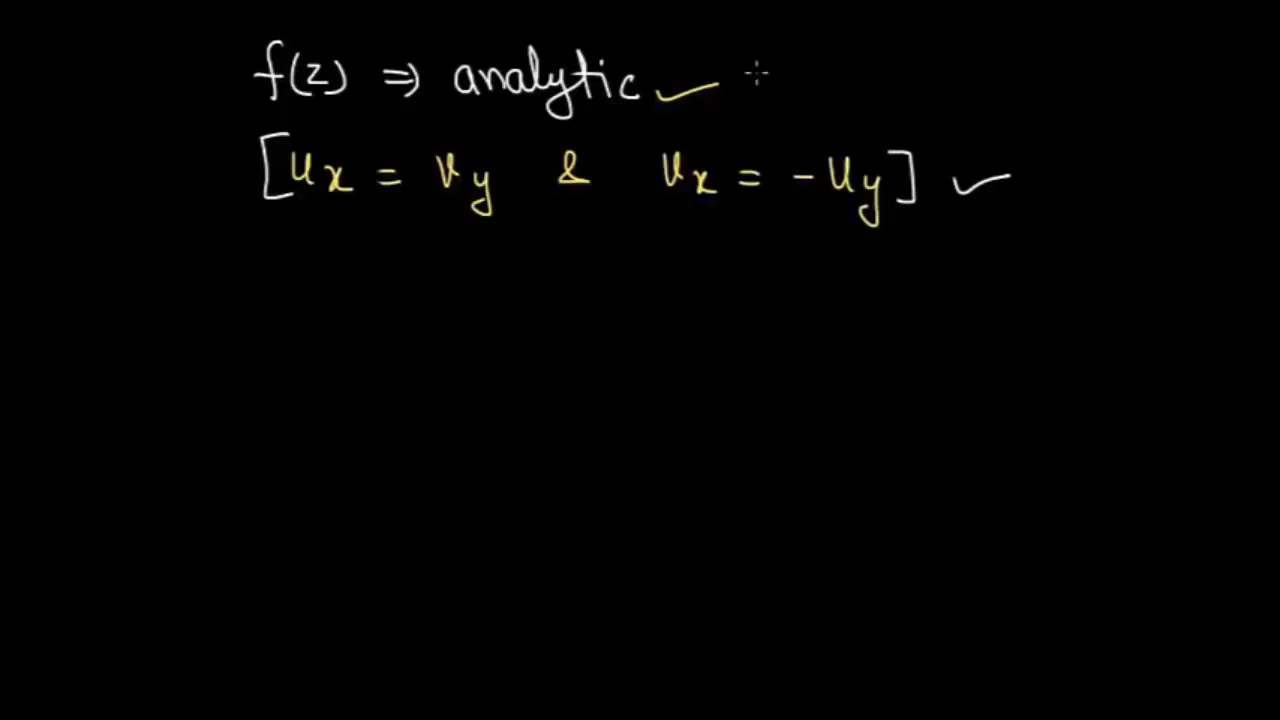 f(z) ⇒ analytic ✓
[ux = vy & vx = -uy] ✓